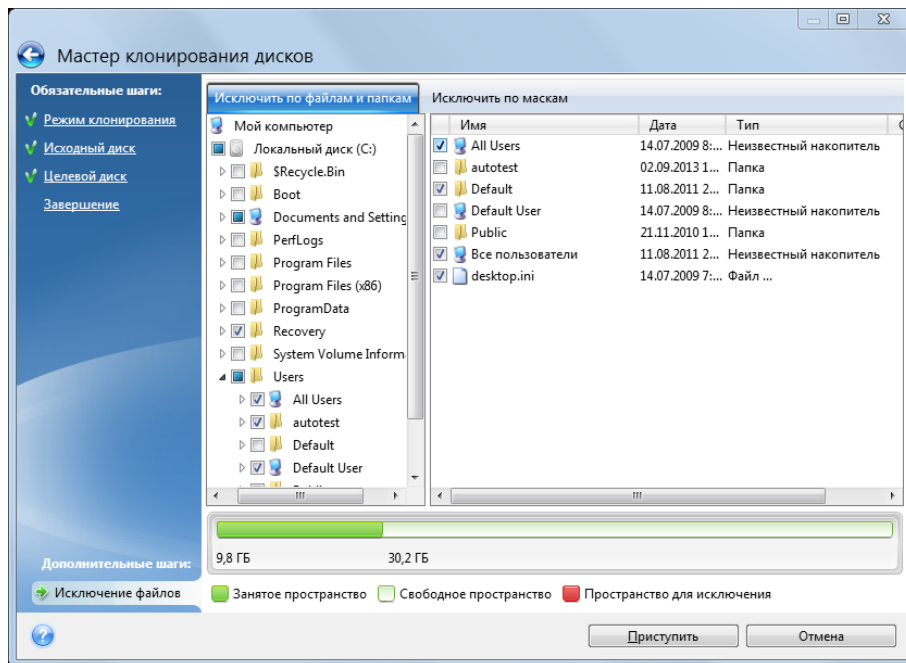 Мастер клонирования дисков
Обязательные шаги:
Режим клонирования
Исходный диск
Целевой диск
Завершение
Дополнительные шаги:
Исключение файлов
Исключить по файлам и папкам
Мой компьютер
Локальный диск (C:)
$Recycle.Bin
Boot
Documents and Setting
PerfLogs
Program Files
Program Files (x86)
ProgramData
Recovery
System Volume Inform
Users
All Users
autotest
Default
Default User
Исключить по маскам
Имя Дата Тип
All Users 14.07.2009 8:... Неизвестный накопитель
autotest 02.09.2013 1... Папка
Default 11.08.2011 2... Папка
Default User 14.07.2009 8:... Неизвестный накопитель
Public 21.11.2010 1... Папка
Все пользователи 11.08.2011 2... Неизвестный накопитель
desktop.ini 14.07.2009 7:... Файл ...
9,8 ГБ 30,2 ГБ
Занятое пространство Свободное пространство Пространство для исключения
Приступить Отмена